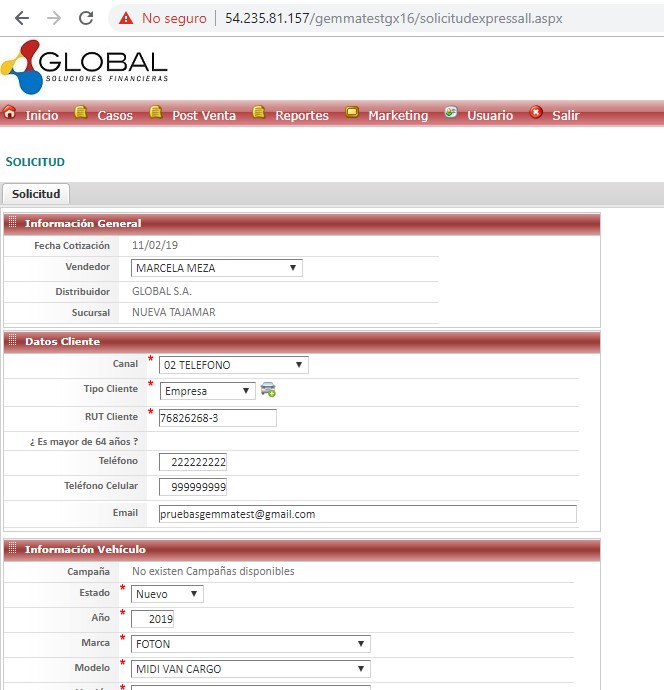 No seguro 54.235.81.157/gemmatestgx16/solicitudexpressall.aspx
GLOBAL
SOLUCIONES FINANCIERAS
Inicio Casos Post Venta Reportes Marketing Usuario Salir
SOLICITUD
Solicitud
Información General
Fecha Cotización 11/02/19
Vendedor MARCELA MEZA
Distribuidor GLOBAL S.A.
Sucursal NUEVA TAJAMAR
Datos Cliente
Canal * 02 TELEFONO
Tipo Cliente * Empresa
RUT Cliente * 76826268-3
¿ Es mayor de 64 años ?
Teléfono 222222222
Teléfono Celular 999999999
Email pruebasgemmatest@gmail.com
Información Vehículo
Campaña No existen Campañas disponibles
Estado * Nuevo
Año * 2019
Marca * FOTON
Modelo * MIDI VAN CARGO